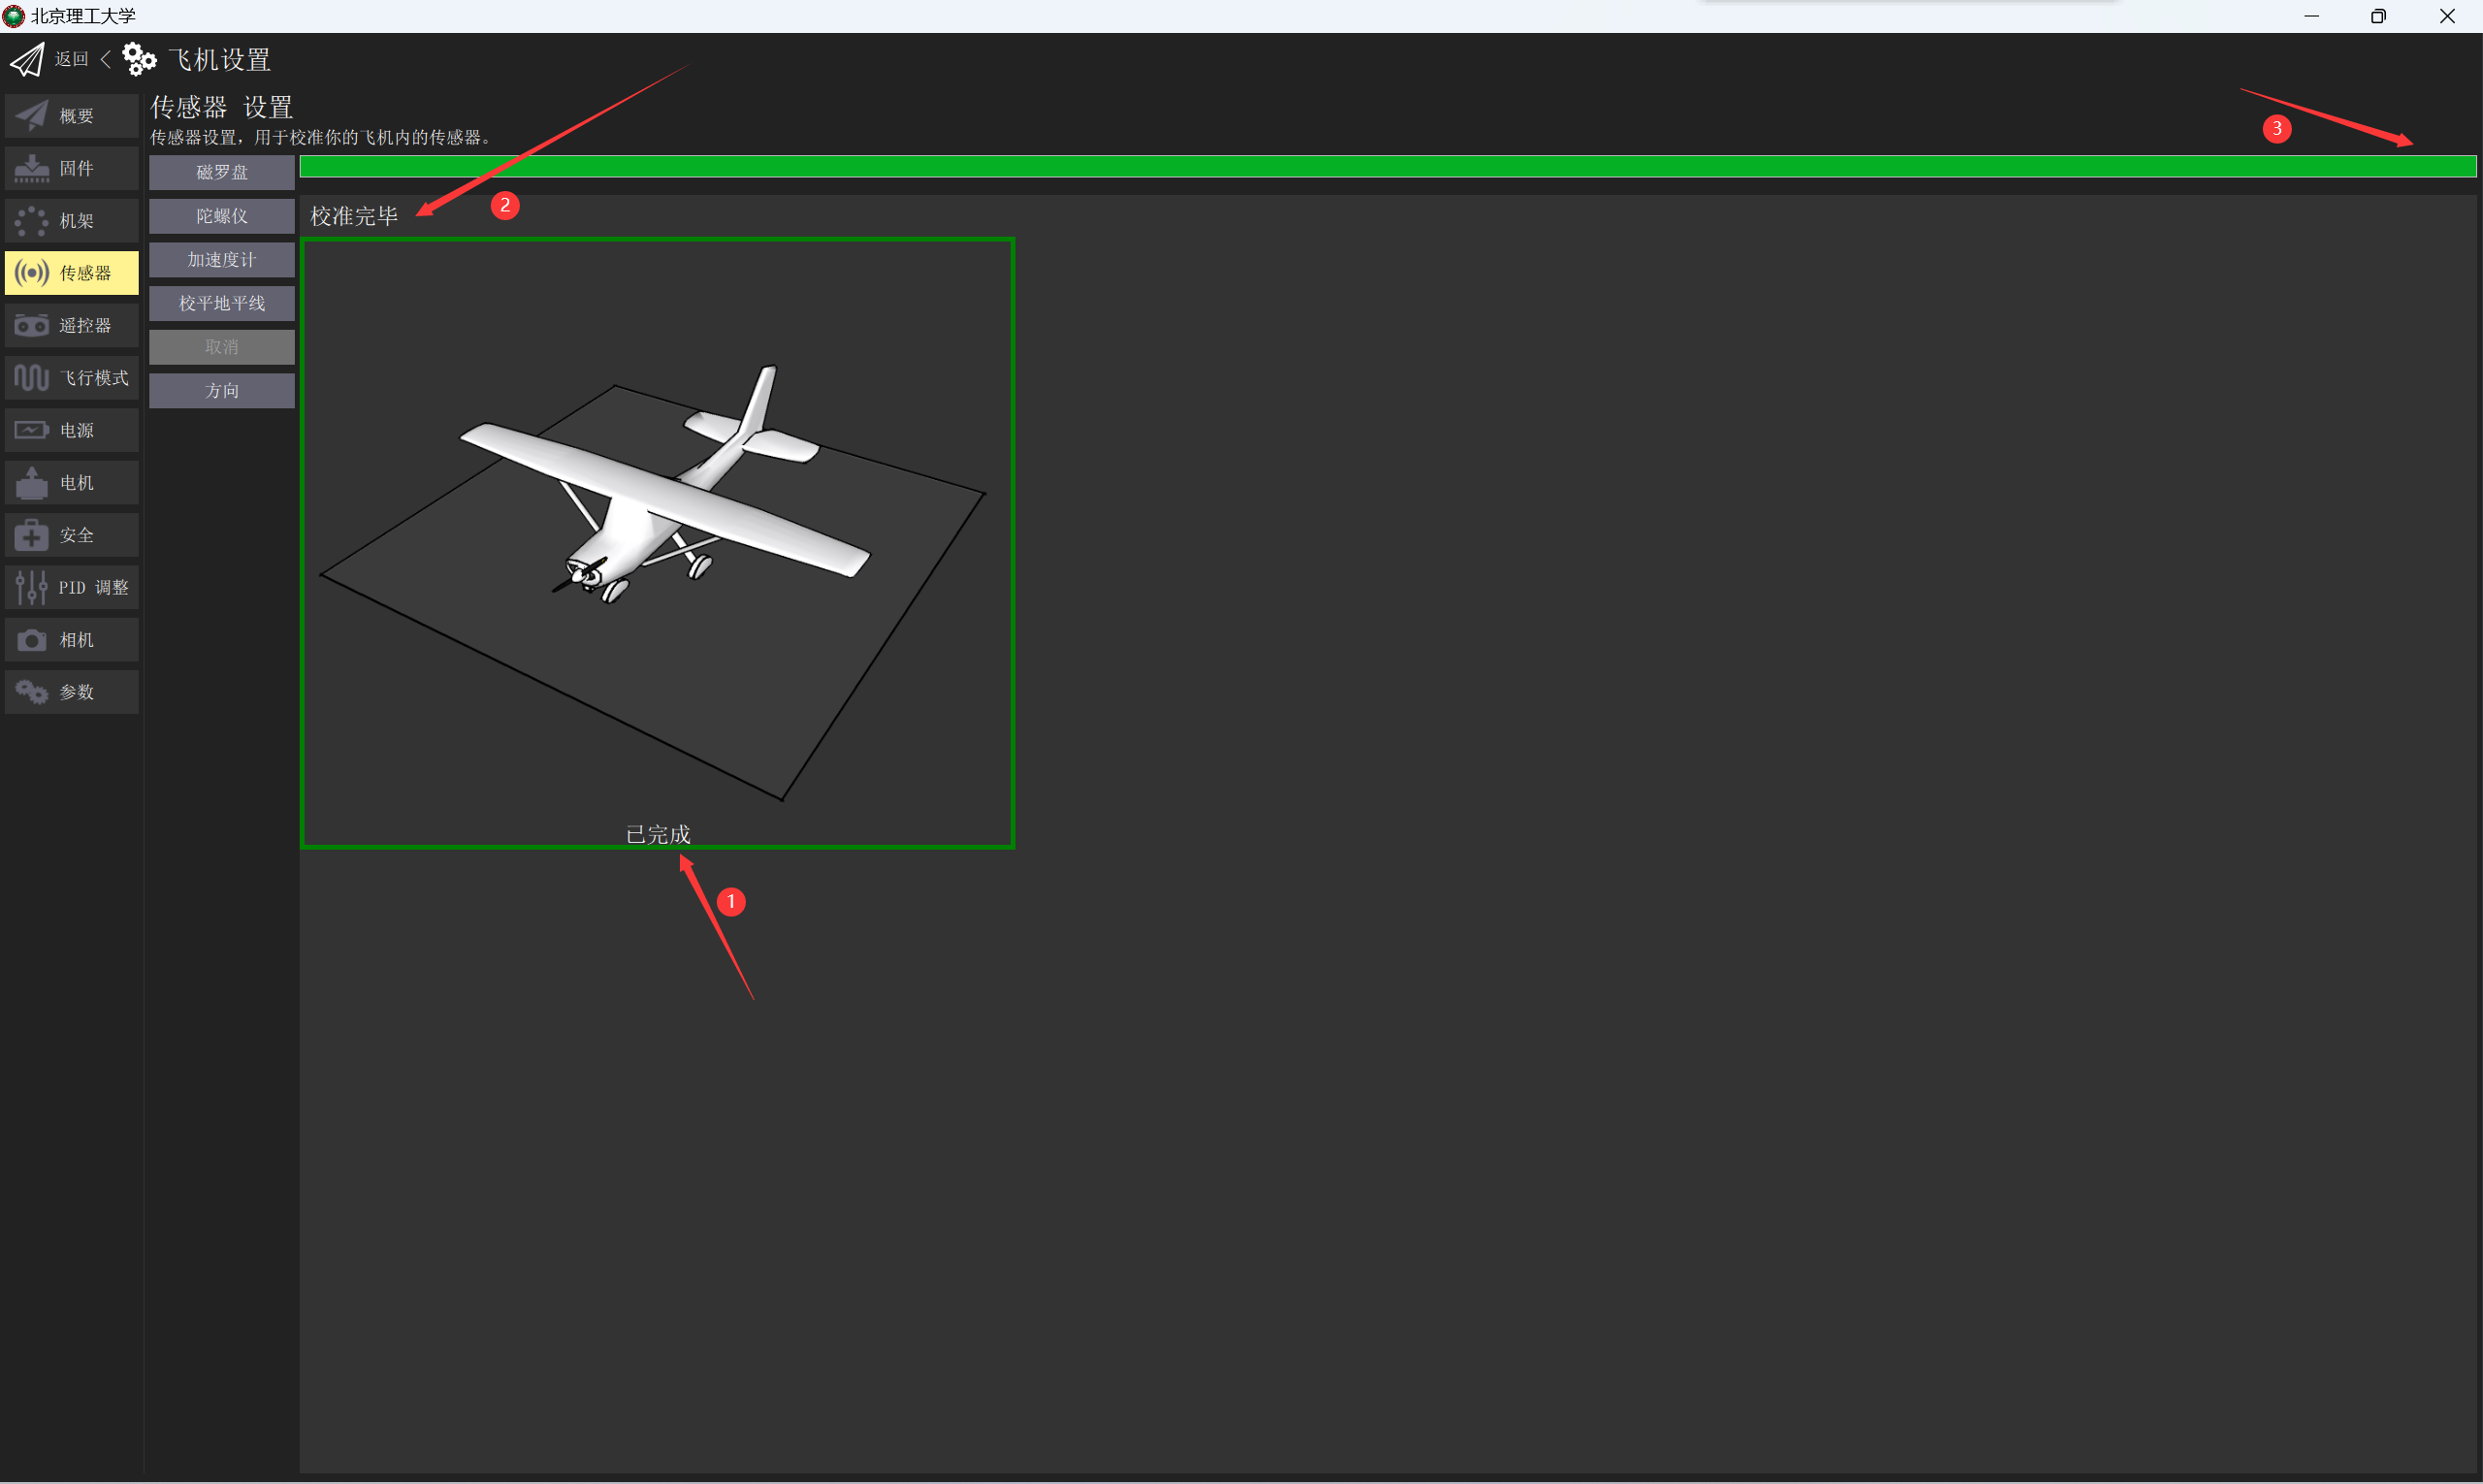 北京理工大学
返回
飞机设置
概要
固件
机架
传感器
遥控器
飞行模式
电源
电机
安全
PID 调整
相机
参数
传感器 设置
传感器设置，用于校准你的飞机内的传感器。
磁罗盘
陀螺仪
加速度计
校平地平线
取消
方向
3
2
校准完毕
已完成
1